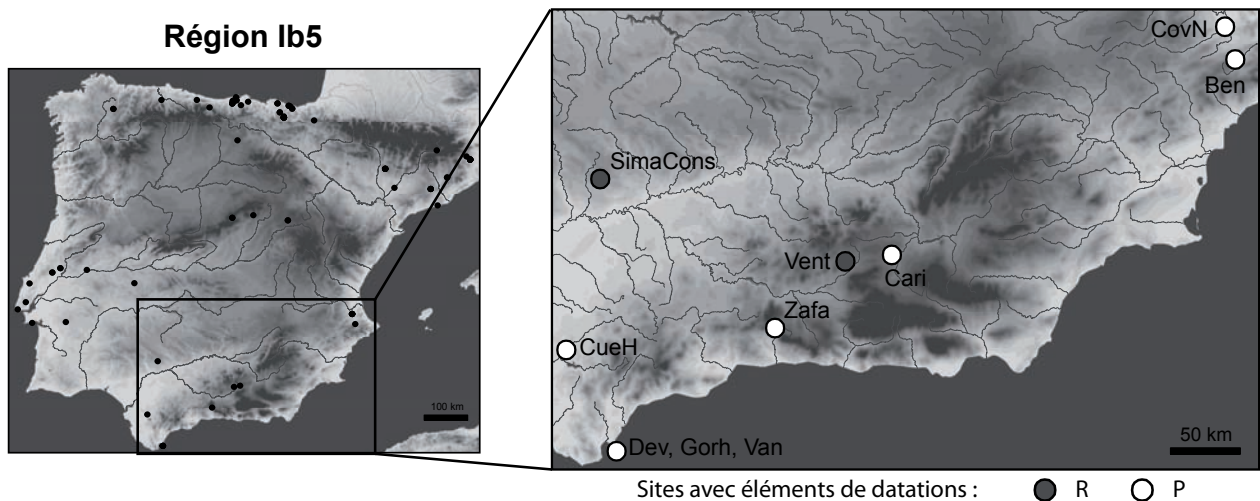 Région Ib5
100 km
CovN
Ben
SimaCons
Vent
Cari
Zafa
CueH
Dev, Gorh, Van
50 km
Sites avec éléments de datations : R P